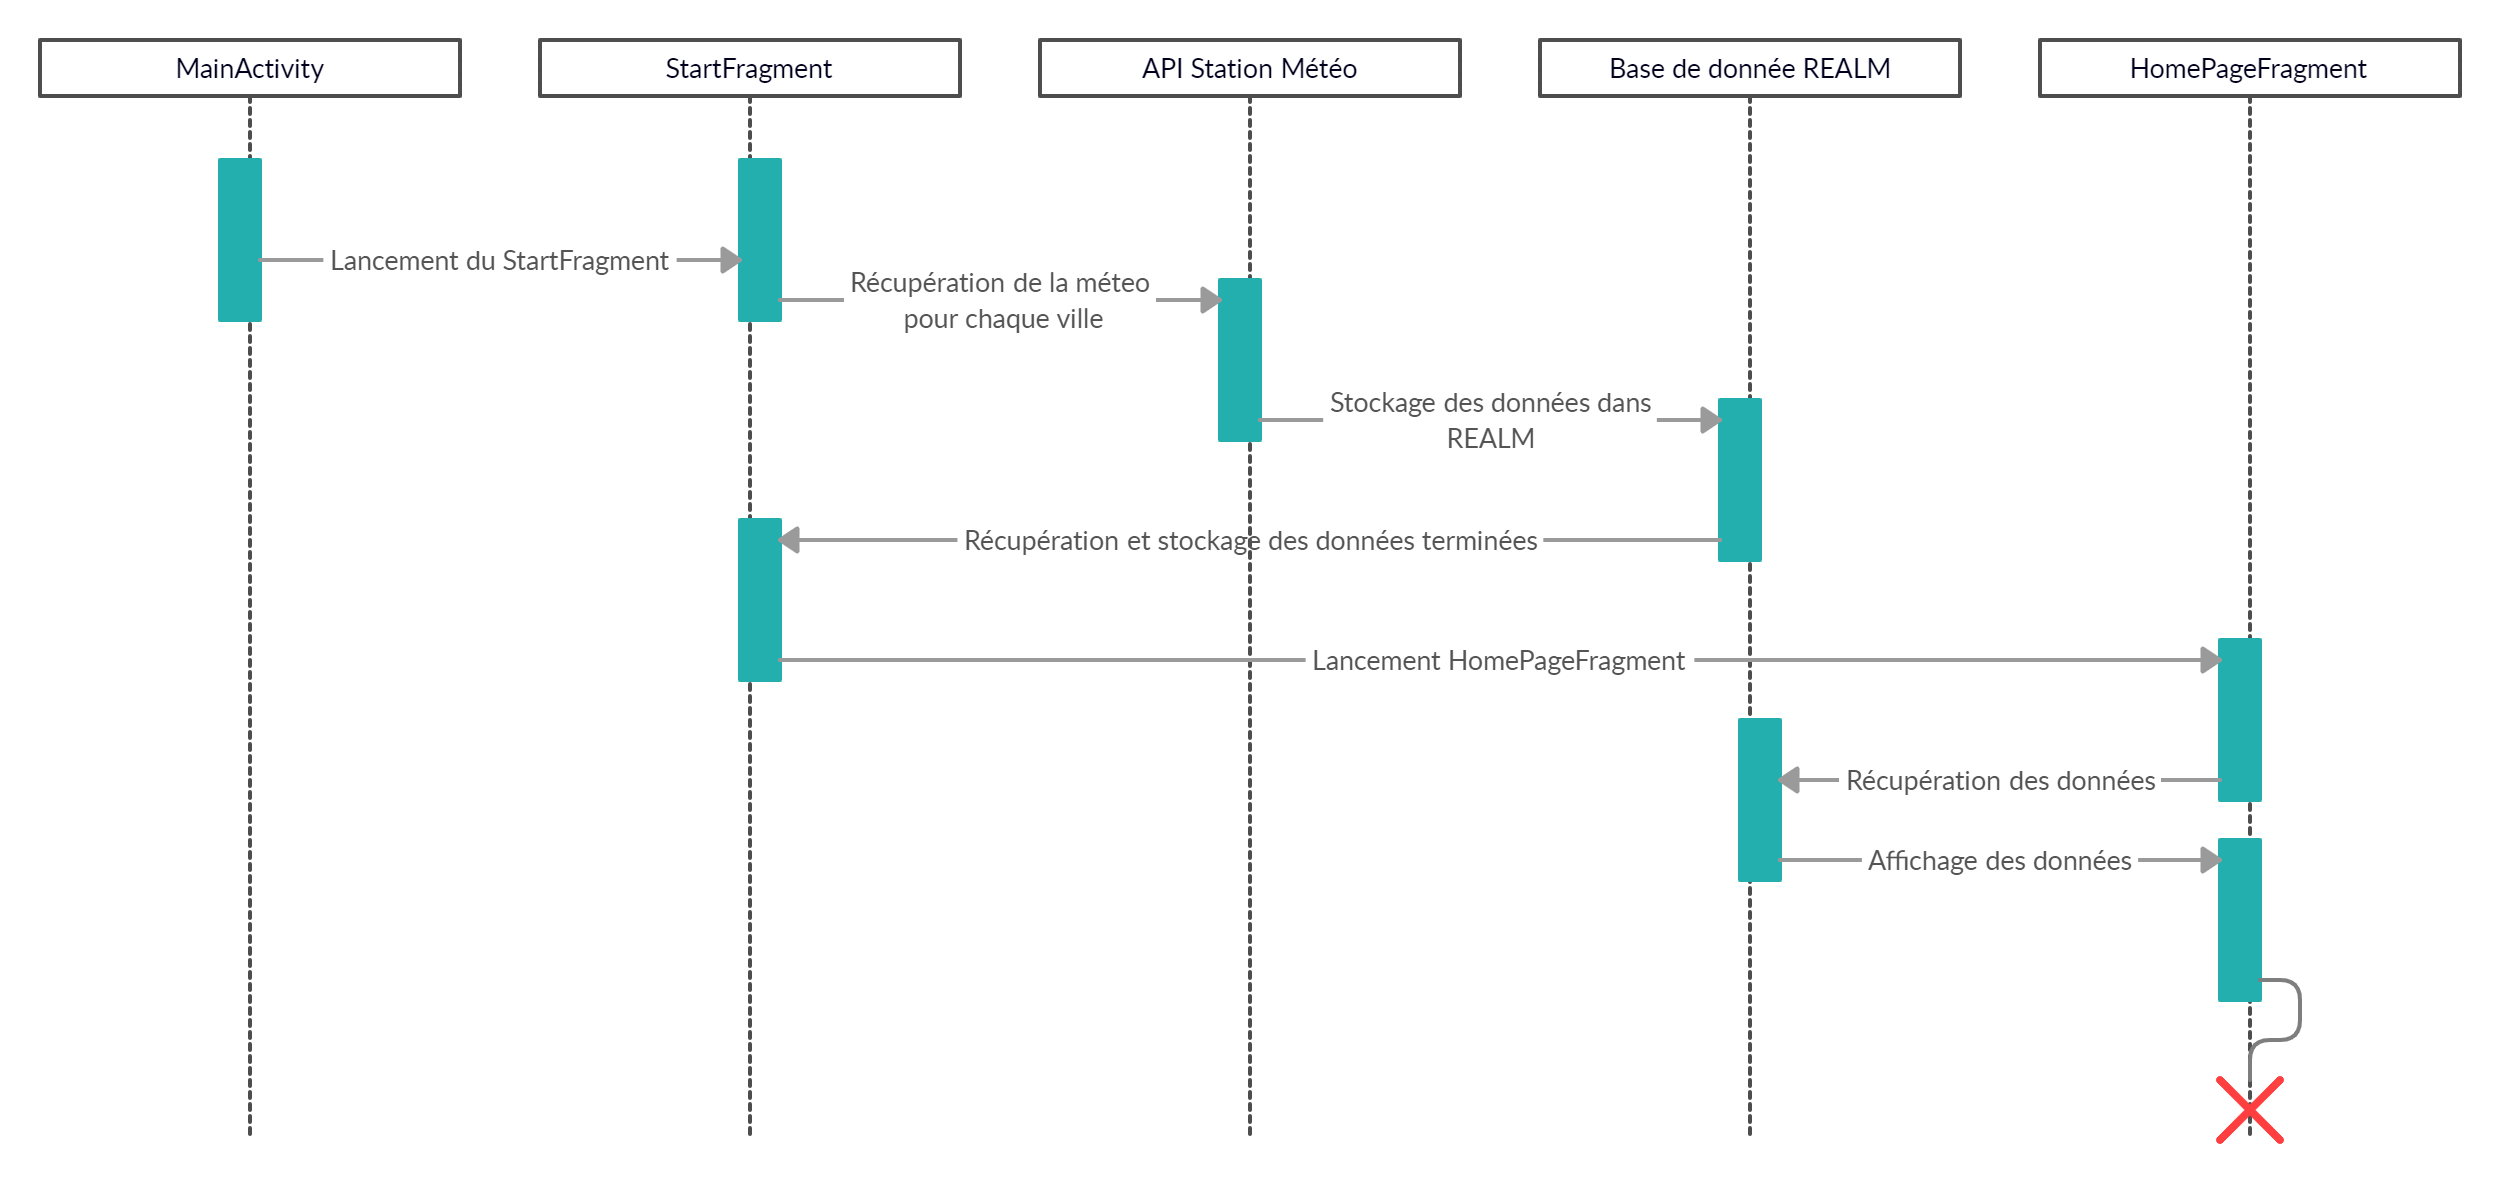 MainActivity
StartFragment
API Station Météo
Base de donnée REALM
HomePageFragment
Lancement du StartFragment
Récupération de la méteo
pour chaque ville
Stockage des données dans
REALM
Récupération et stockage des données terminées
Lancement HomePageFragment
Récupération des données
Affichage des données